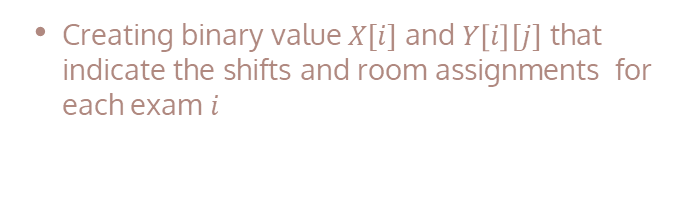 • Creating binary value X[i] and Y[i][j] that
indicate the shifts and room assignments for
each exam i